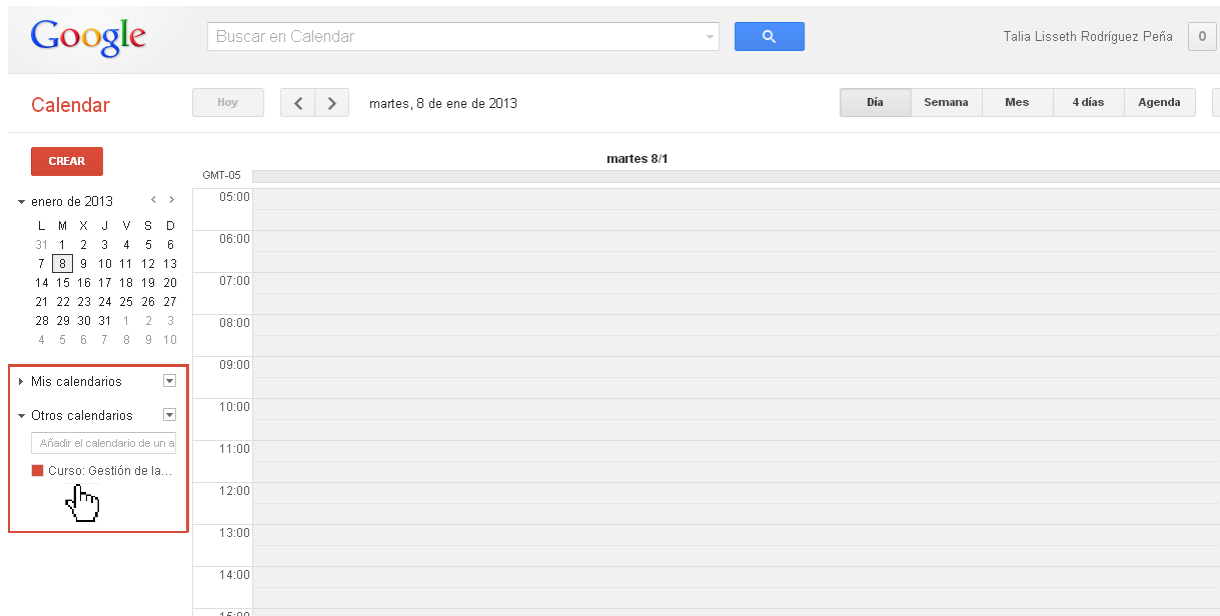 Google
Buscar en Calendar
Talia Lisseth Rodríguez Peña
0
Calendar
Hoy
martes, 8 de ene de 2013
Día
Semana
Mes
4 días
Agenda
CREAR
martes 8/1
GMT-05
enero de 2013
L M X J V S D
31 1 2 3 4 5 6
7 8 9 10 11 12 13
14 15 16 17 18 19 20
21 22 23 24 25 26 27
28 29 30 31 1 2 3
4 5 6 7 8 9 10
Mis calendarios
Otros calendarios
Añadir el calendario de un a
Curso: Gestión de la...
05:00
06:00
07:00
08:00
09:00
10:00
11:00
12:00
13:00
14:00
15:00